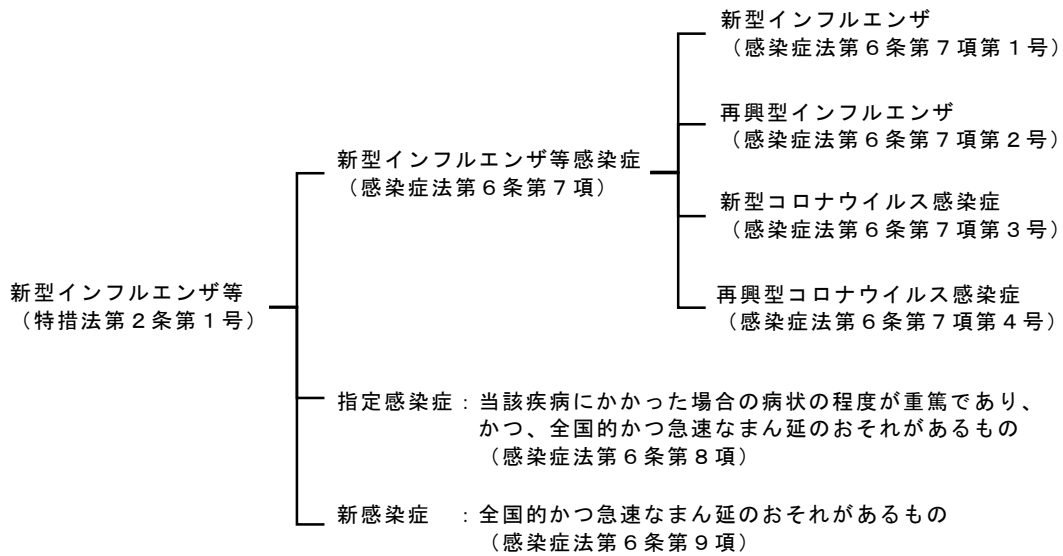 新型インフルエンザ
（感染症法第６条第７項第１号）
再興型インフルエンザ
（感染症法第６条第７項第２号）
新型インフルエンザ等感染症
（感染症法第６条第７項）
新型コロナウイルス感染症
（感染症法第６条第７項第３号）
再興型コロナウイルス感染症
（感染症法第６条第７項第４号）
新型インフルエンザ等
（特措法第２条第１号）
指定感染症：当該疾病にかかった場合の病状の程度が重篤であり、
かつ、全国的かつ急速なまん延のおそれがあるもの
（感染症法第６条第８項）
新感染症　：全国的かつ急速なまん延のおそれがあるもの
（感染症法第６条第９項）